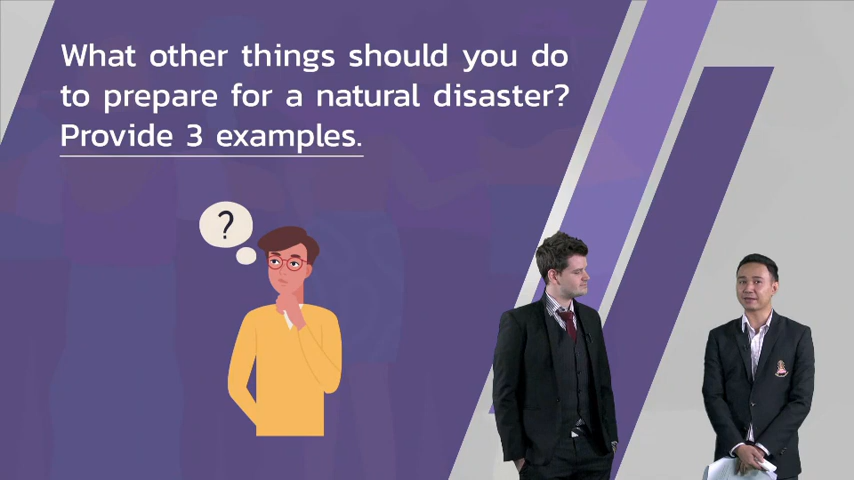 What other things should you do
to prepare for a natural disaster?
Provide 3 examples.
?